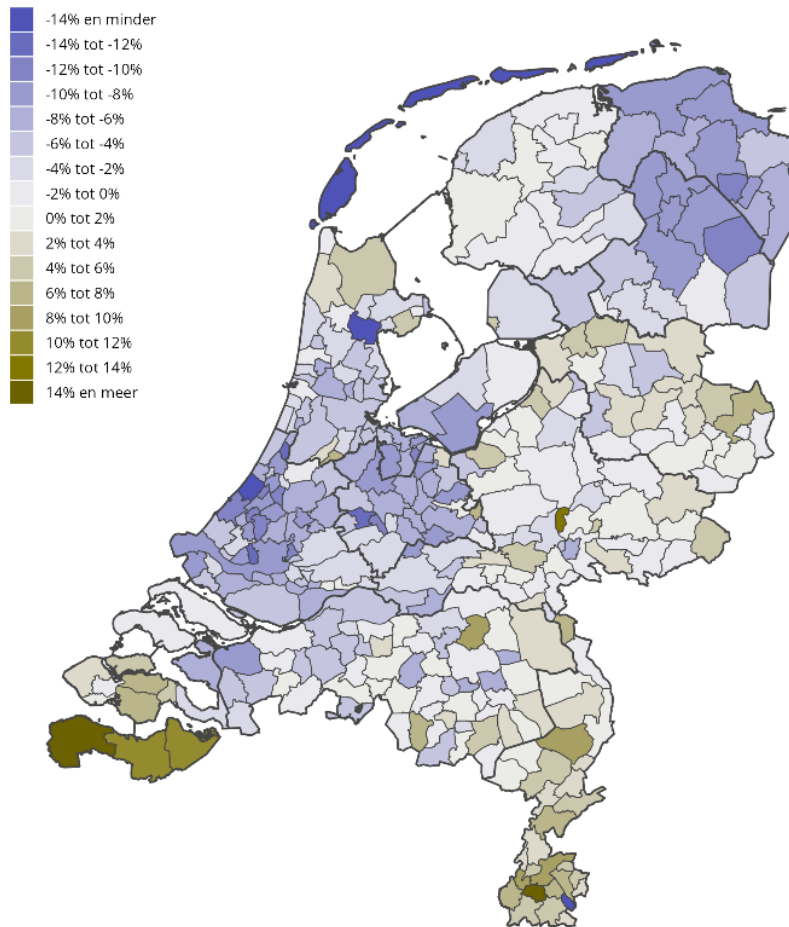 -14% en minder
-14% tot -12%
-12% tot -10%
-10% tot -8%
-8% tot -6%
-6% tot -4%
-4% tot -2%
-2% tot 0%
0% tot 2%
2% tot 4%
4% tot 6%
6% tot 8%
8% tot 10%
10% tot 12%
12% tot 14%
14% en meer